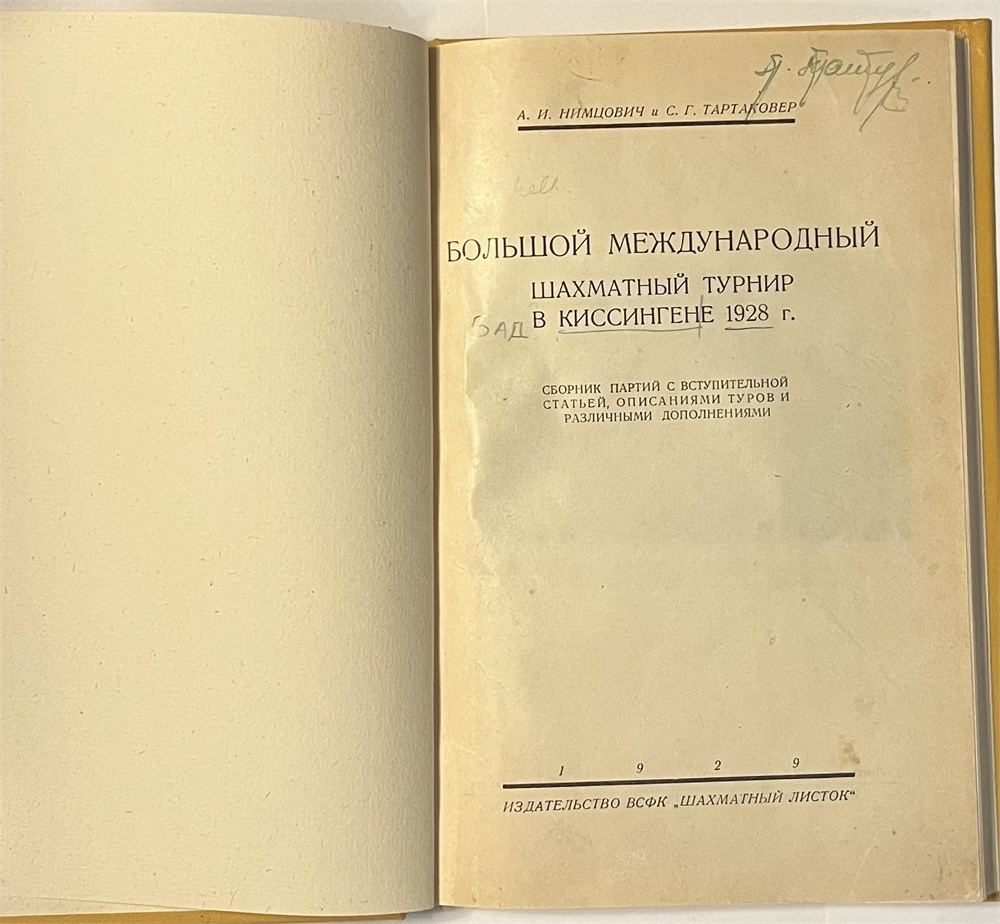 А. И. НИМЦОВИЧ и С. Г. ТАРТАКОВЕР
БОЛЬШОЙ МЕЖДУНАРОДНЫЙ
ШАХМАТНЫЙ ТУРНИР
БАД В КИССИНГЕНЕ 1928 г.
СБОРНИК ПАРТИЙ С ВСТУПИТЕЛЬНОЙ
СТАТЬЕЙ, ОПИСАНИЯМИ ТУРОВ И
РАЗЛИЧНЫМИ ДОПОЛНЕНИЯМИ
1 9 2 9
ИЗДАТЕЛЬСТВО ВСФК „ШАХМАТНЫЙ ЛИСТОК“